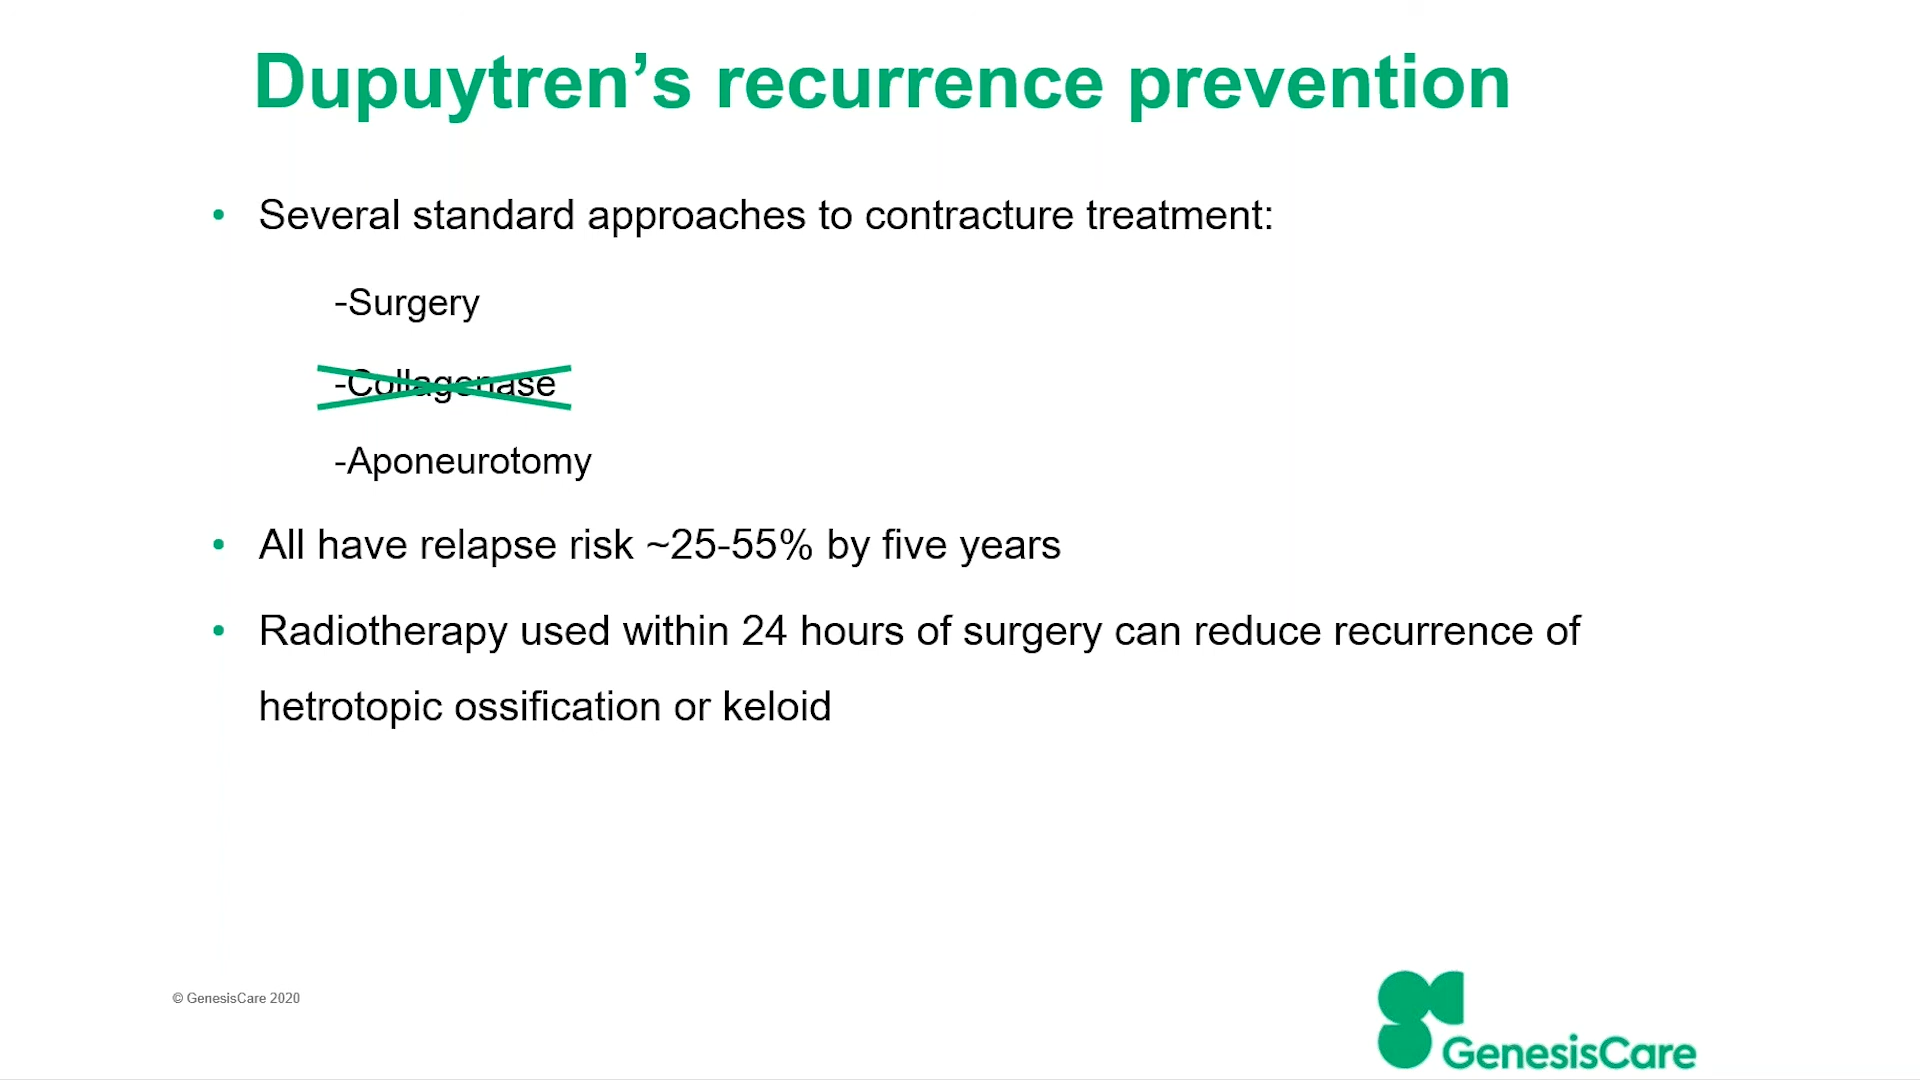 Dupuytren’s recurrence prevention
• Several standard approaches to contracture treatment:
-Surgery
-Collagenase
-Aponeurotomy
• All have relapse risk ~25-55% by five years
• Radiotherapy used within 24 hours of surgery can reduce recurrence of
hetrotopic ossification or keloid
© GenesisCare 2020
GenesisCare